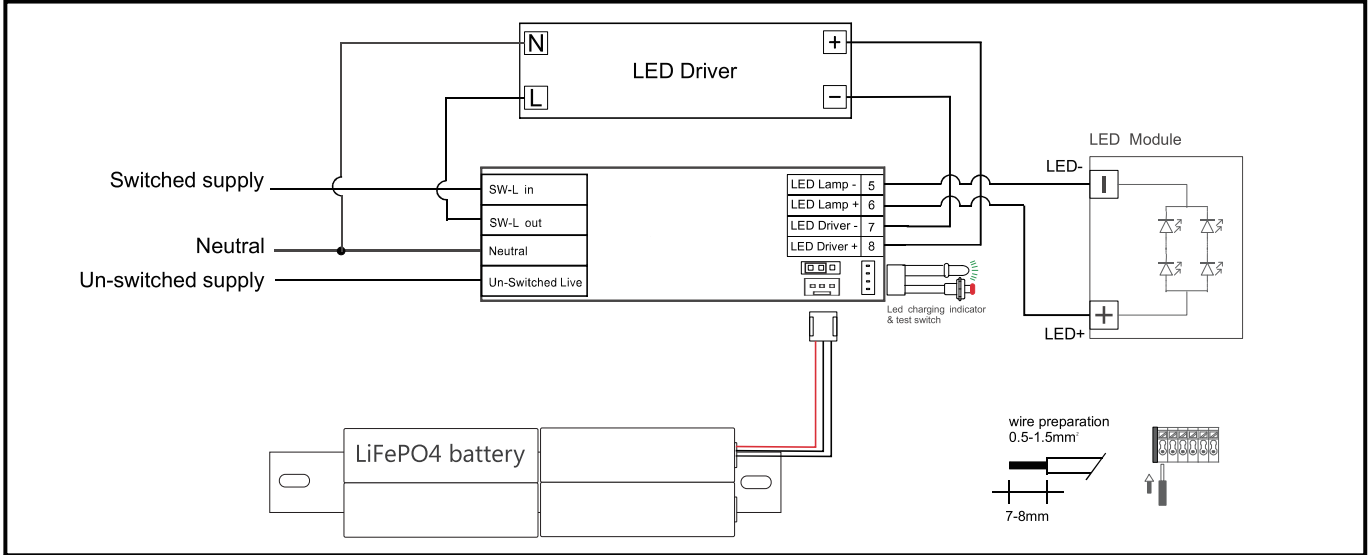 N
+
LED Driver
L
−
LED Module
LED-
Switched supply
SW-L in
LED Lamp - 5
LED Lamp + 6
SW-L out
LED Driver - 7
Neutral
Neutral
LED Driver + 8
Un-switched supply
Un-Switched Live
Led charging indicator
& test switch
+
LED+
wire preparation
0.5-1.5mm²
LiFePO4 battery
7-8mm